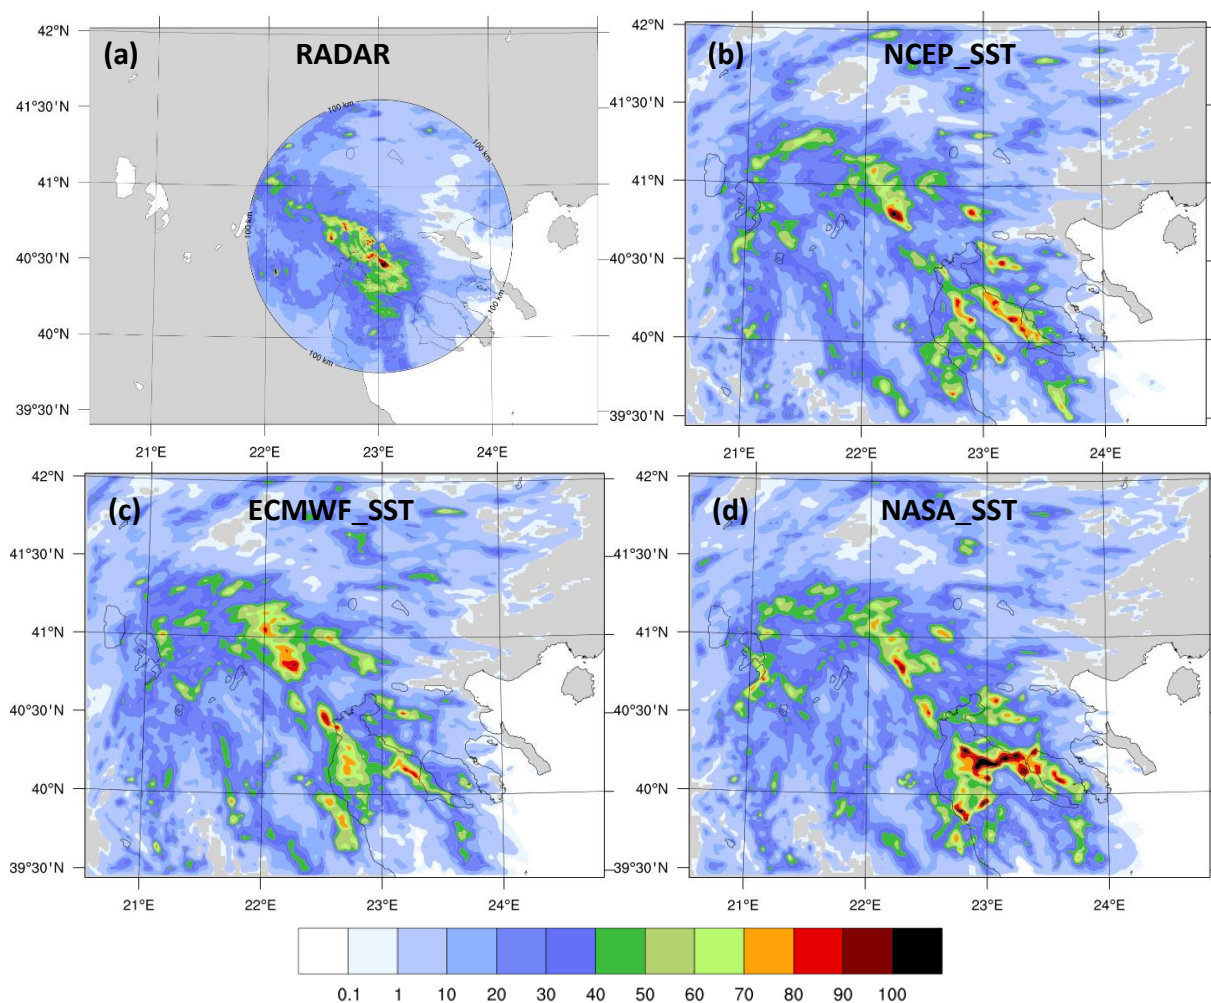 (a) RADAR
42°N
41°30'N
41°N
40°30'N
40°N
39°30'N
100 km
100 km
100 km
100 km
100 km
21°E 22°E 23°E 24°E
(b) NCEP_SST
42°N
41°30'N
41°N
40°30'N
40°N
39°30'N
21°E 22°E 23°E 24°E
(c) ECMWF_SST
42°N
41°30'N
41°N
40°30'N
40°N
39°30'N
21°E 22°E 23°E 24°E
(d) NASA_SST
42°N
41°30'N
41°N
40°30'N
40°N
39°30'N
21°E 22°E 23°E 24°E
0.1 1 10 20 30 40 50 60 70 80 90 100